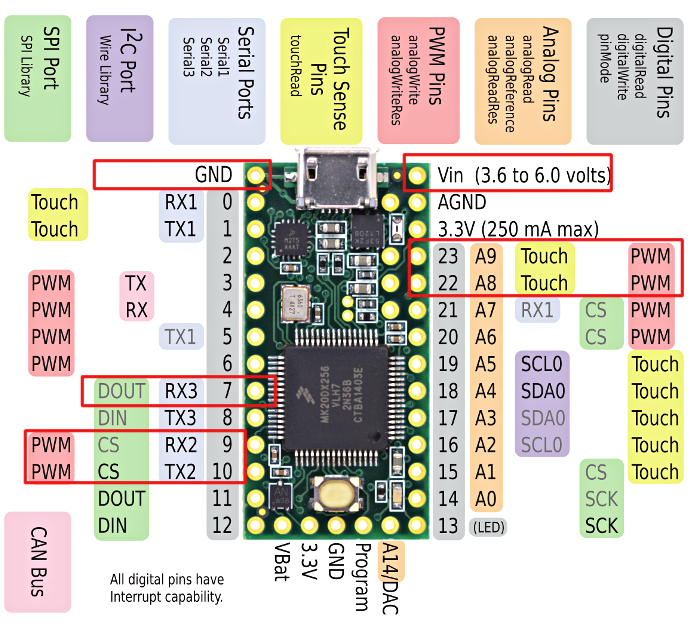 SPI Port
SPI Library
I²C Port
Wire Library
Serial Ports
Serial1
Serial2
Serial3
Touch Sense
Pins
touchRead
PWM Pins
analogWrite
analogWriteRes
Analog Pins
analogRead
analogReference
analogReadRes
Digital Pins
digitalRead
digitalWrite
pinMode
GND
Vin (3.6 to 6.0 volts)
Touch RX1 0
AGND
Touch TX1 1
3.3V (250 mA max)
2
23 A9 Touch PWM
PWM TX 3
22 A8 Touch PWM
PWM RX 4
21 A7 RX1 CS PWM
PWM TX1 5
20 A6 CS PWM
PWM 6
19 A5 SCL0 Touch
DOUT RX3 7
18 A4 SDA0 Touch
DIN TX3 8
17 A3 SDA0 Touch
PWM CS RX2 9
16 A2 SCL0 Touch
PWM CS TX2 10
15 A1 CS Touch
DOUT 11
14 A0 SCK
DIN 12
13 (LED) SCK
MK20DX256
VLH7
2N36B
CTBA1403E
VBat
3.3V
GND
Program
A14/DAC
CAN Bus
All digital pins have
Interrupt capability.